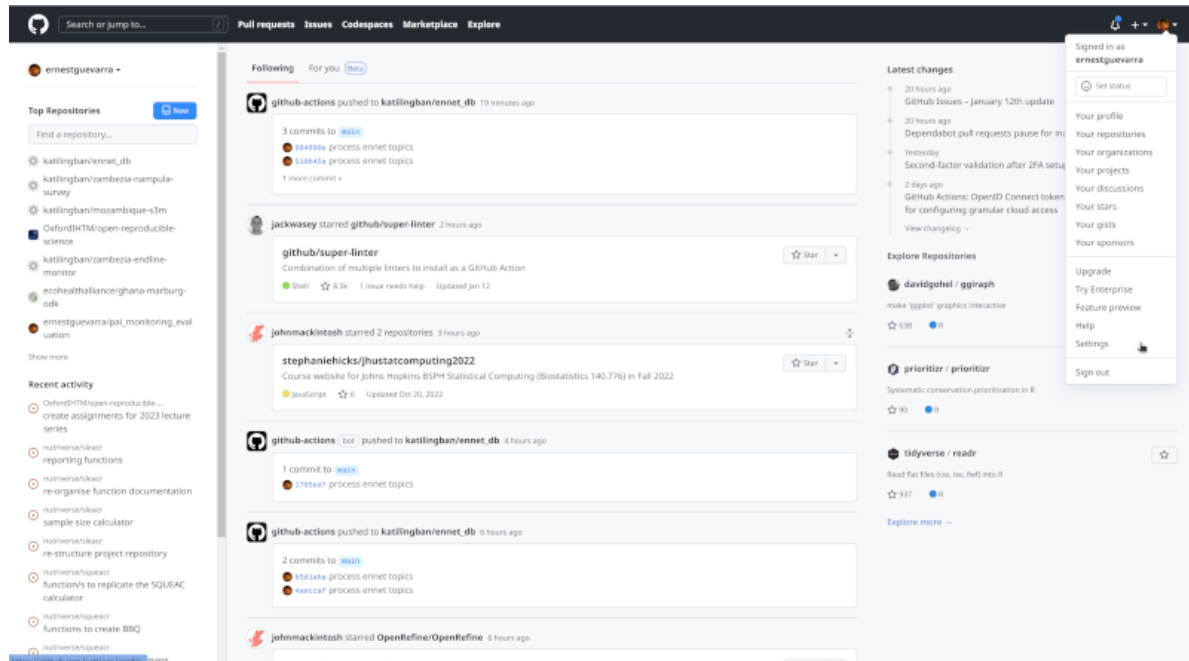 Search or jump to...
/
Pull requests Issues Codespaces Marketplace Explore
ernestguevarra
Top Repositories
New
Find a repository...
katilingban/ennet_db
katilingban/zambezia-nampula-
survey
katilingban/mozambique-s3m
OxfordIHTM/open-reproducible-
science
katilingban/zambezia-endline-
monitor
ecohealthalliance/ghana-marburg-
odk
ernestguevarra/pai_monitoring_eval
uation
Show more
Recent activity
OxfordIHTM/open-reproducible-...
create assignments for 2023 lecture
series
nutriverse/sleacr
reporting functions
nutriverse/sleacr
re-organise function documentation
nutriverse/sleacr
sample size calculator
nutriverse/sleacr
re-structure project repository
nutriverse/squeacr
function/s to replicate the SQUEAC
calculator
nutriverse/squeacr
functions to create BBQ
nutriverse/squeacr
Following For you Beta
github-actions pushed to katilingban/ennet_db 19 minutes ago
3 commits to main
process ennet topics
process ennet topics
1 more commit »
jackwasey starred github/super-linter 2 hours ago
github/super-linter
Star
Combination of multiple linters to install as a GitHub Action
Shell 8.5k 1 issue needs help Updated Jan 12
johnmackintosh starred 2 repositories 3 hours ago
stephaniehicks/jhustatcomputing2022
Star
Course website for Johns Hopkins BSPH Statistical Computing (Biostatistics 140.776) in Fall 2022
JavaScript 6 Updated Oct 20, 2022
github-actions bot pushed to katilingban/ennet_db 4 hours ago
1 commit to main
1785ed7 process ennet topics
github-actions pushed to katilingban/ennet_db 6 hours ago
2 commits to main
process ennet topics
process ennet topics
johnmackintosh starred OpenRefine/OpenRefine 6 hours ago
Latest changes
20 hours ago
GitHub Issues – January 12th update
20 hours ago
Dependabot pull requests pause for
Yesterday
Second-factor validation after 2FA
2 days ago
GitHub Actions: OpenID Connect token
for configuring granular cloud access
View changelog →
Explore Repositories
davidgohel / ggiraph
make 'ggplot' graphics interactive
638 R
prioritizr / prioritizr
Systematic conservation prioritization in R
90 R
tidyverse / readr
Read flat files (csv, tsv, fwf) into R
937 R
Explore more →
Signed in as
ernestguevarra
Set status
Your profile
Your repositories
Your organizations
Your projects
Your discussions
Your stars
Your gists
Your sponsors
Upgrade
Try Enterprise
Feature preview
Help
Settings
Sign out